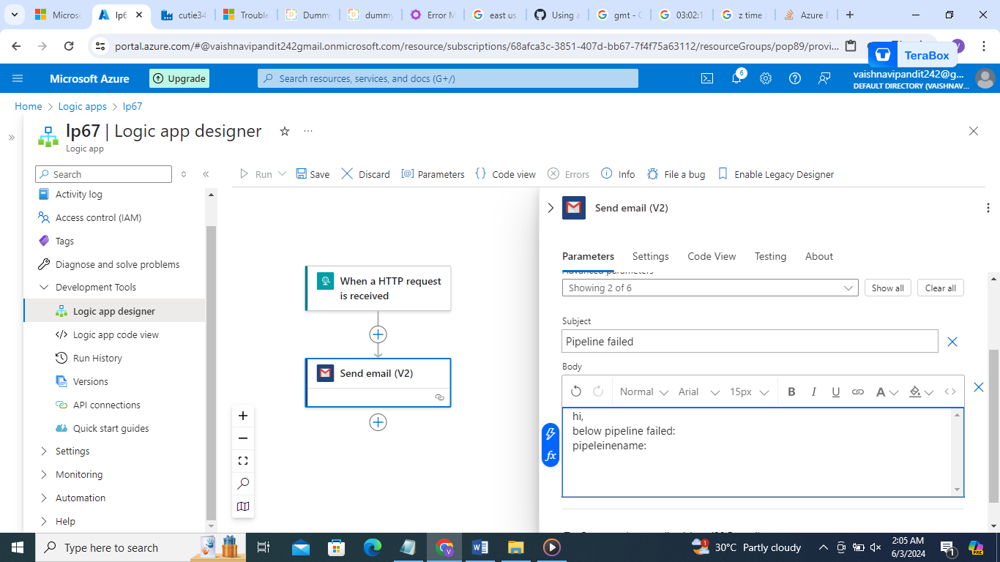 Microso
lp6
cutie34
Trouble
Dummy
dummy
Error M
east us
Using a
gmt - G
03:02:1
z time
Azure E
portal.azure.com/#@vaishnavipandit242gmail.onmicrosoft.com/resource/subscriptions/68afca3c-3851-407d-bb67-7f4f75a63112/resourceGroups/pop89/provi...
TeraBox
Microsoft Azure
Upgrade
Search resources, services, and docs (G+/)
6
vaishnavipandit242@g...
DEFAULT DIRECTORY (VAISHNAV...
Home > Logic apps > lp67
lp67 | Logic app designer
Logic app
Search
Run
Save
Discard
Parameters
Code view
Errors
Info
File a bug
Enable Legacy Designer
Activity log
Access control (IAM)
Tags
Diagnose and solve problems
Development Tools
Logic app designer
Logic app code view
Run History
Versions
API connections
Quick start guides
Settings
Monitoring
Automation
Help
When a HTTP request
is received
Send email (V2)
Send email (V2)
Parameters
Settings
Code View
Testing
About
Advanced parameters
Showing 2 of 6
Show all
Clear all
Subject
Pipeline failed
Body
Normal
Arial
15px
B
I
U
A
fx
hi,
below pipeline failed:
pipeleinename:
Type here to search
30°C Partly cloudy
2:05 AM
6/3/2024
1
PRE